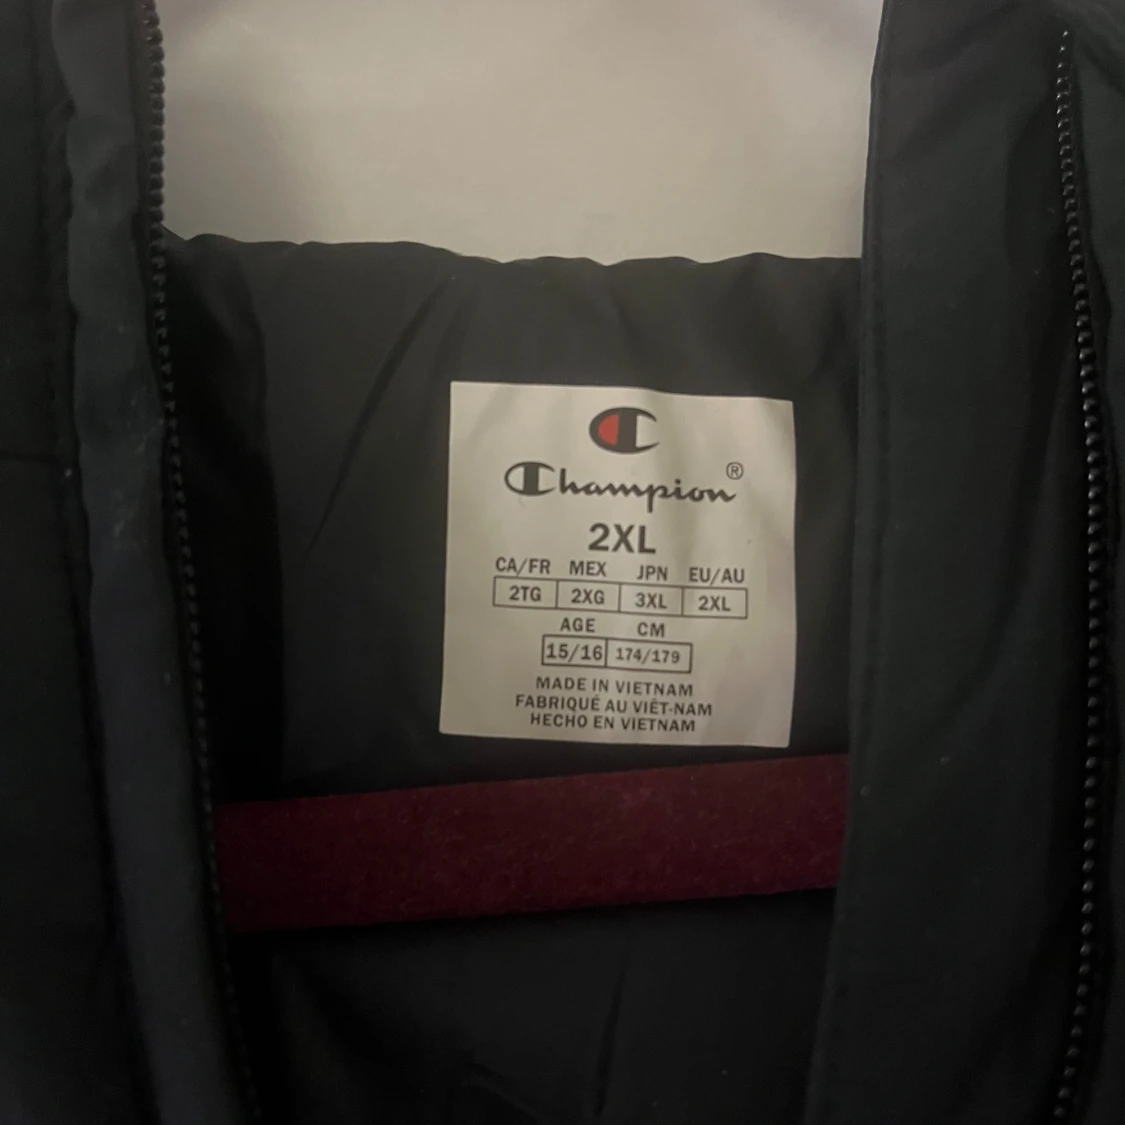 Champion®
2XL
CA/FR MEX JPN EU/AU
2TG 2XG 3XL 2XL
AGE CM
15/16 174/179
MADE IN VIETNAM
FABRIQUÉ AU VIÊT-NAM
HECHO EN VIETNAM